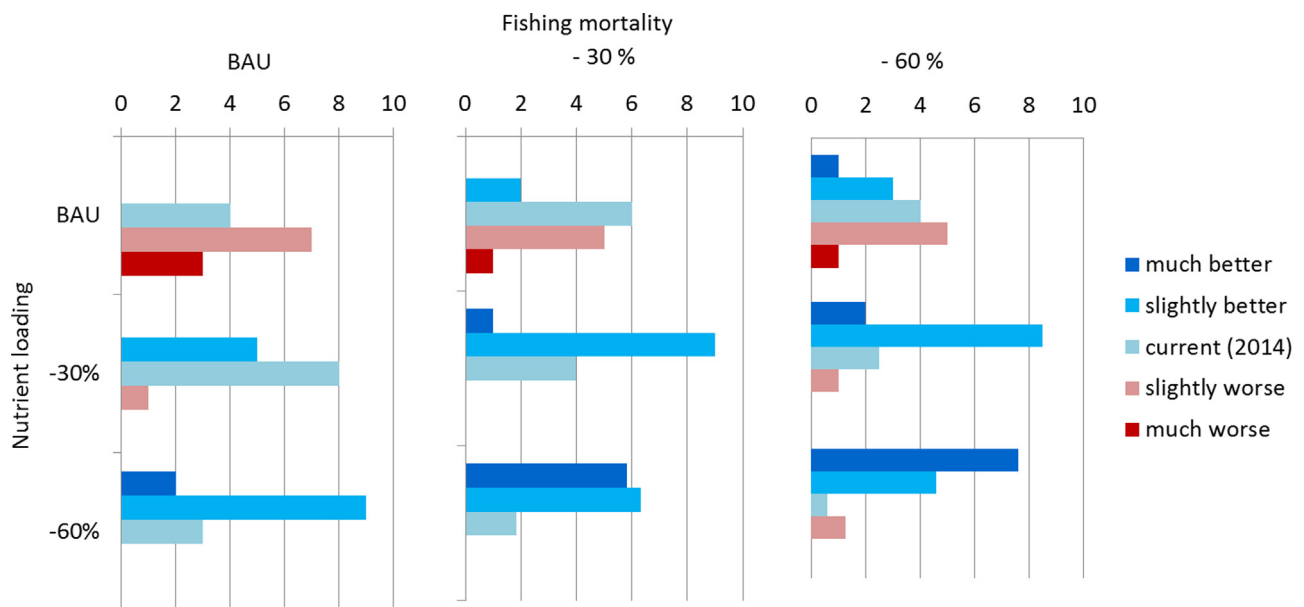 Fishing mortality
BAU
- 30 %
- 60 %
0 2 4 6 8 10
0 2 4 6 8 10
0 2 4 6 8 10
Nutrient loading
BAU
-30%
-60%
much better
slightly better
current (2014)
slightly worse
much worse